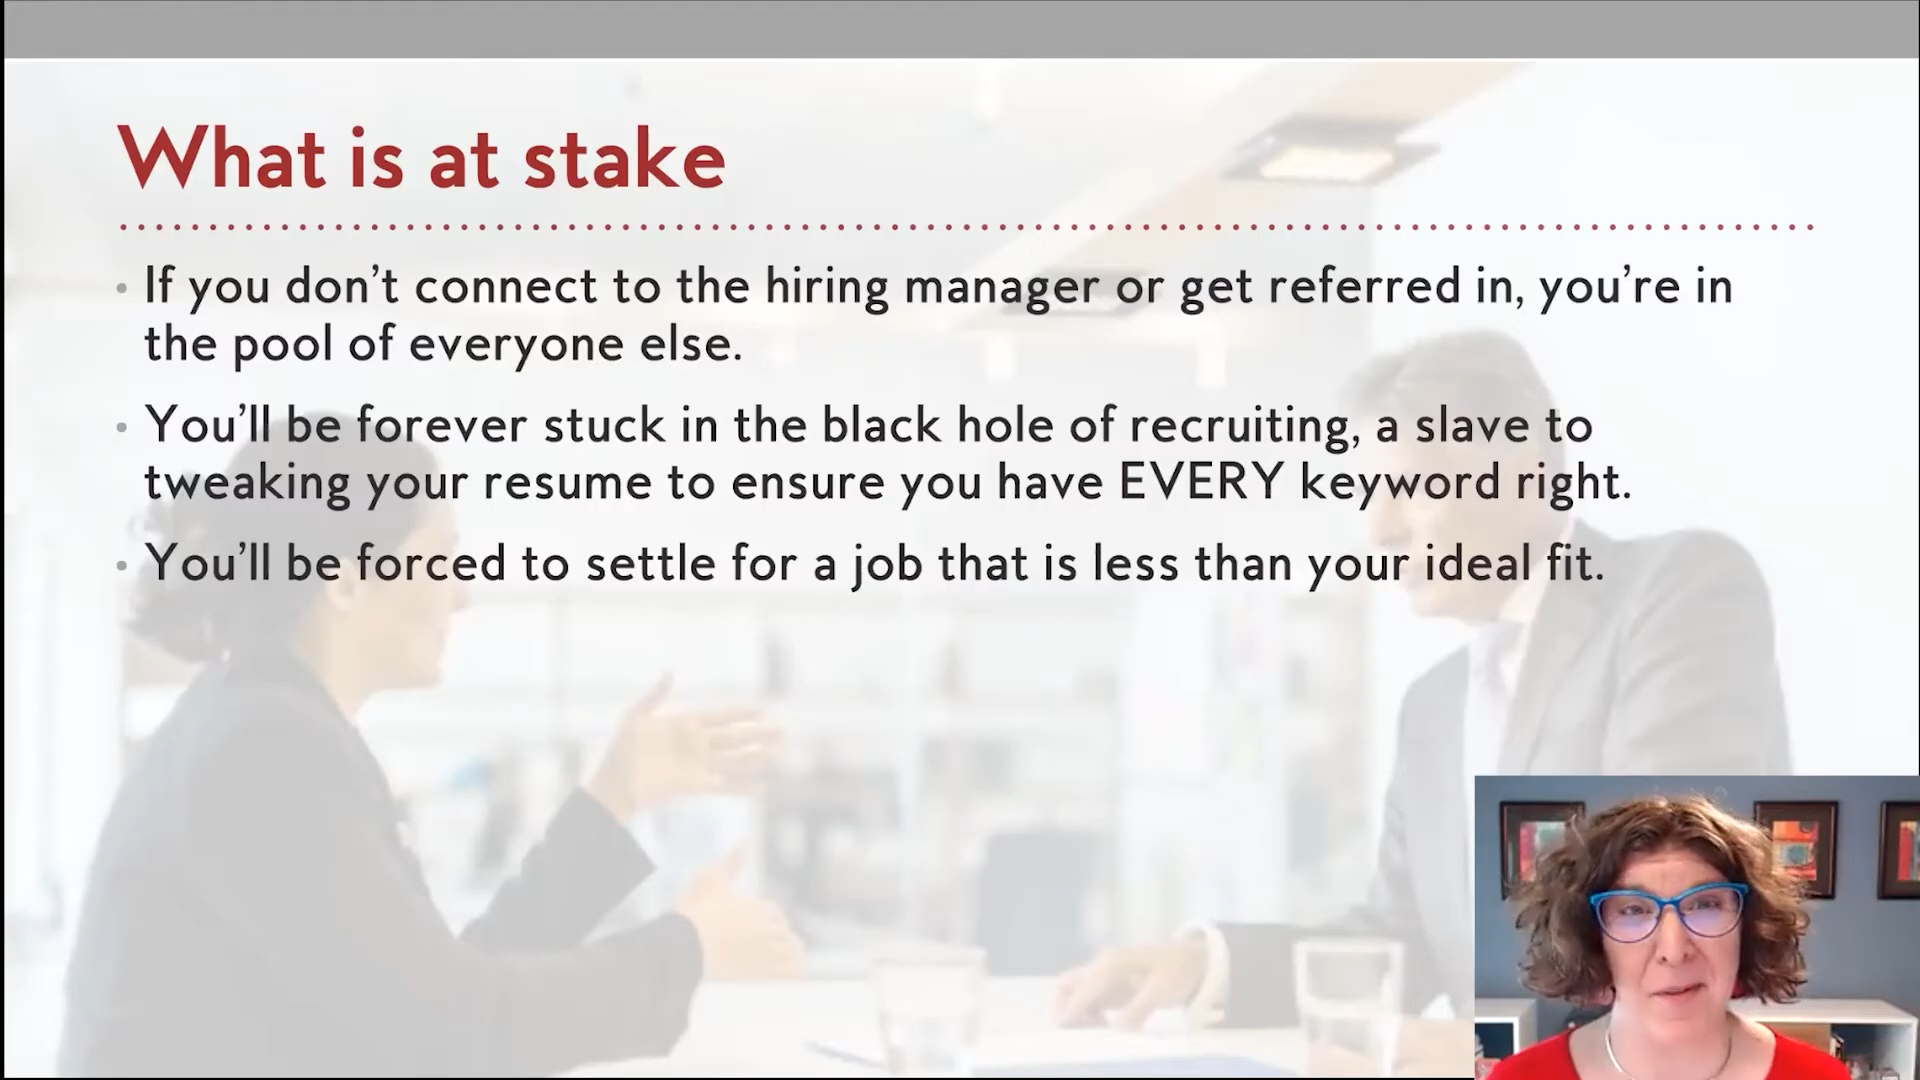 What is at stake
If you don't connect to the hiring manager or get referred in, you're in
the pool of everyone else.
You'll be forever stuck in the black hole of recruiting, a slave to
tweaking your resume to ensure you have EVERY keyword right.
You'll be forced to settle for a job that is less than your ideal fit.